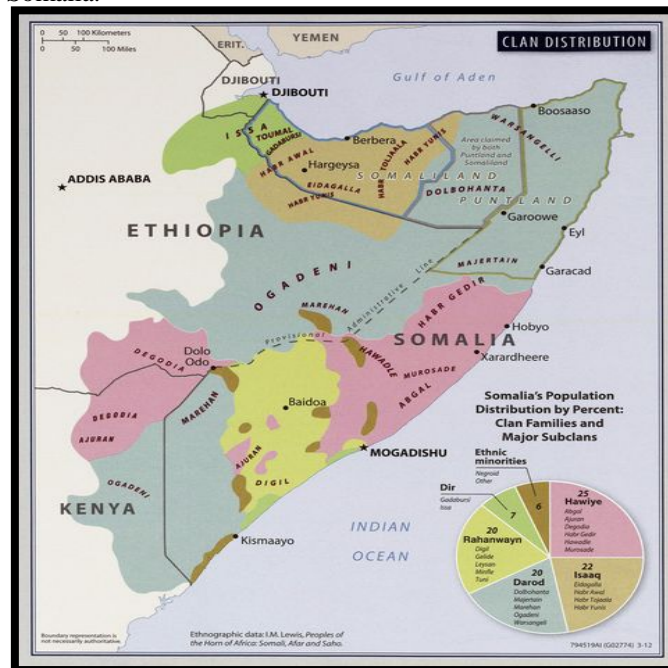 Somalia.
0 50 100 Kilometers
0 50 100 Miles
ERIT.
YEMEN
CLAN DISTRIBUTION
DJIBOUTI
DJIBOUTI
Gulf of Aden
Boosaaso
ISSA
TOUMAL
GADABURSI
Berbera
WARSANGELI
Area claimed
by both
Puntland and
Somaliland
HABR AWAL
Hargeysa
HABR TOLJAALA
HABR YUNIS
ADDIS ABABA
EIDAGALLA
SOMALILAND
DOLBOHANTA
HABR YUNIS
PUNTLAND
Garoowe
ETHIOPIA
Eyl
OGADENI
MAJERTAIN
Garacad
Provisional Administrative Line
MAREHAN
HABR GEDIR
SOMALIA
Hobyo
DEGODIA
Dolo
Odo
HAWADLE
Xarardheere
MUROSADE
MAREHAN
ABGAL
Baidoa
DEGODIA
AJURAN
AJURAN
MOGADISHU
OGADENI
DIGIL
KENYA
Kismaayo
INDIAN
OCEAN
Somalia's Population
Distribution by Percent:
Clan Families and
Major Subclans
Ethnic
minorities
Negroid
Other
6
Dir
Gadabursi
Issa
7
25
Hawiye
Abgal
Ajuran
Degodia
Habr Gedir
Hawadle
Murosade
20
Rahanwayn
Digil
Gelide
Leysan
Mirifle
Tuni
22
Isaaq
Eidagalla
Habr Awal
Habr Tojaala
Habr Yunis
20
Darod
Dolbohanta
Majertain
Marehan
Ogadeni
Warsangeli
Boundary representation is
not necessarily authoritative.
Ethnographic data: I.M. Lewis, Peoples of
the Horn of Africa: Somali, Afar and Saho.
794519AI (G02774) 3-12